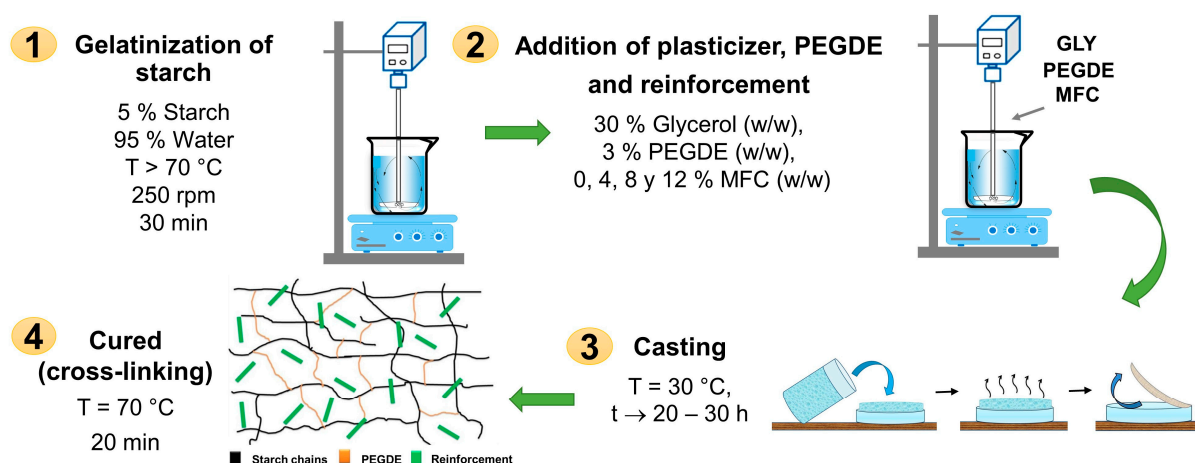 1
Gelatinization of
starch
5 % Starch
95 % Water
T > 70 °C
250 rpm
30 min
2
Addition of plasticizer, PEGDE
and reinforcement
30 % Glycerol (w/w),
3 % PEGDE (w/w),
0, 4, 8 y 12 % MFC (w/w)
GLY
PEGDE
MFC
3
Casting
T = 30 °C,
t → 20 – 30 h
4
Cured
(cross-linking)
T = 70 °C
20 min
Starch chains PEGDE Reinforcement